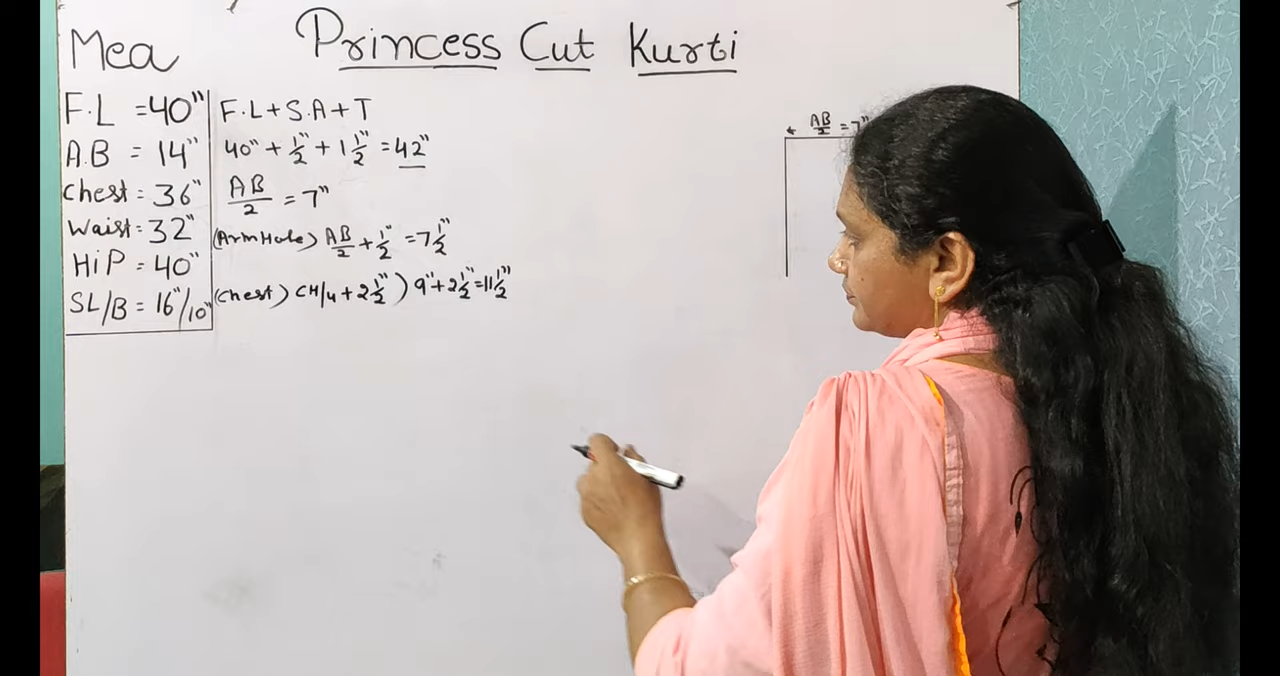 Princess Cut Kurti
Mea
F.L = 40"
A.B = 14"
Chest = 36"
Waist = 32"
HiP = 40"
SL/B = 16"/10"
F.L + S.A + T
40" + 1/2" + 1 1/2" = 42"
AB/2 = 7"
(ArmHole) AB/2 + 1/2" = 7 1/2"
(Chest) CH/4 + 2 1/2") 9" + 2 1/2" = 11 1/2"
AB/2 = 7"